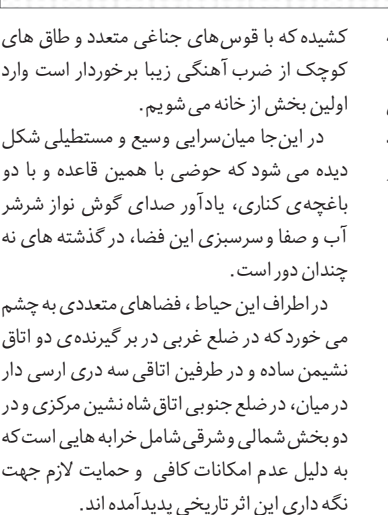 کشیده که با قوس‌های جناغی متعدد و طاق های
کوچک از ضرب آهنگی زیبا برخوردار است وارد
اولین بخش از خانه می شویم.
در این‌جا میان‌سرایی وسیع و مستطیلی شکل
دیده می شود که حوضی با همین قاعده و با دو
باغچه‌ی کناری، یادآور صدای گوش نواز شرشر
آب و صفا و سرسبزی این فضا، در گذشته های نه
چندان دور است.
در اطراف این حیاط ، فضاهای متعددی به چشم
می خورد که در ضلع غربی در بر گیرنده‌ی دو اتاق
نشیمن ساده و در طرفین اتاقی سه دری ارسی دار
در میان، در ضلع جنوبی اتاق شاه نشین مرکزی و در
دو بخش شمالی و شرقی شامل خرابه هایی است که
به دلیل عدم امکانات کافی و حمایت لازم جهت
نگه داری این اثر تاریخی پدیدآمده اند.